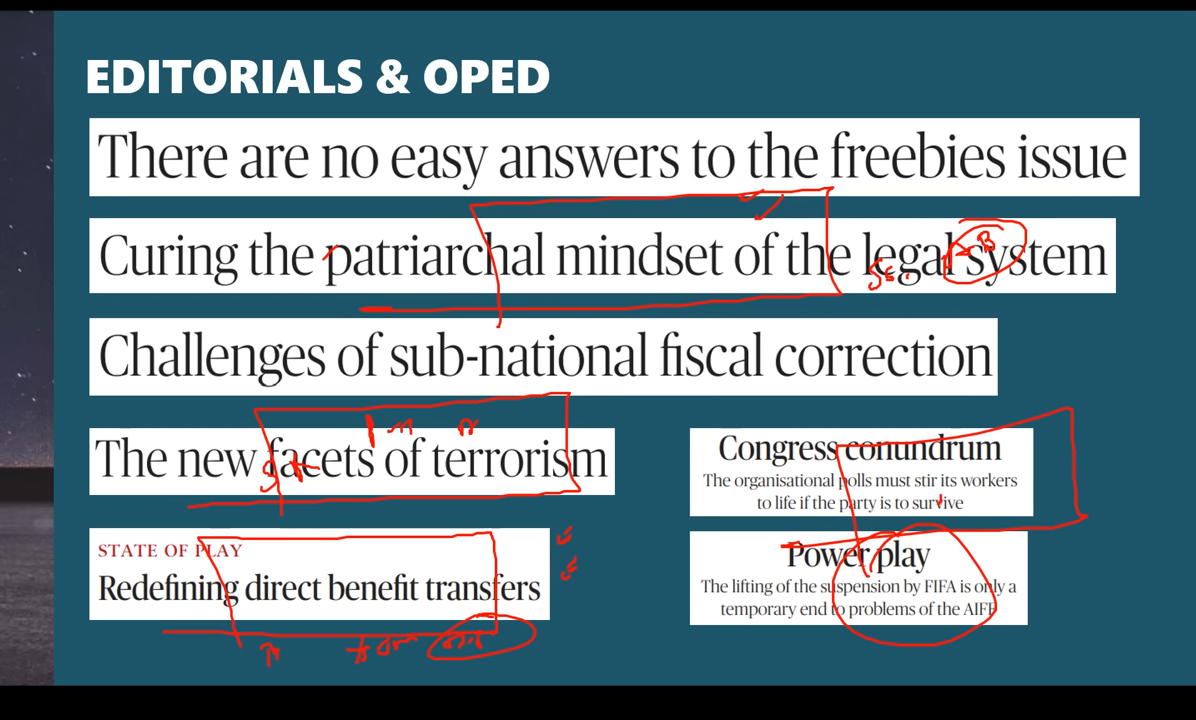 EDITORIALS & OPED
There are no easy answers to the freebies issue
Curing the patriarchal mindset of the legal system
Challenges of sub-national fiscal correction
The new facets of terrorism
STATE OF PLAY
Redefining direct benefit transfers
Congress conundrum
The organisational polls must stir its workers
to life if the party is to survive
Power play
The lifting of the suspension by FIFA is only a
temporary end to problems of the AIFF